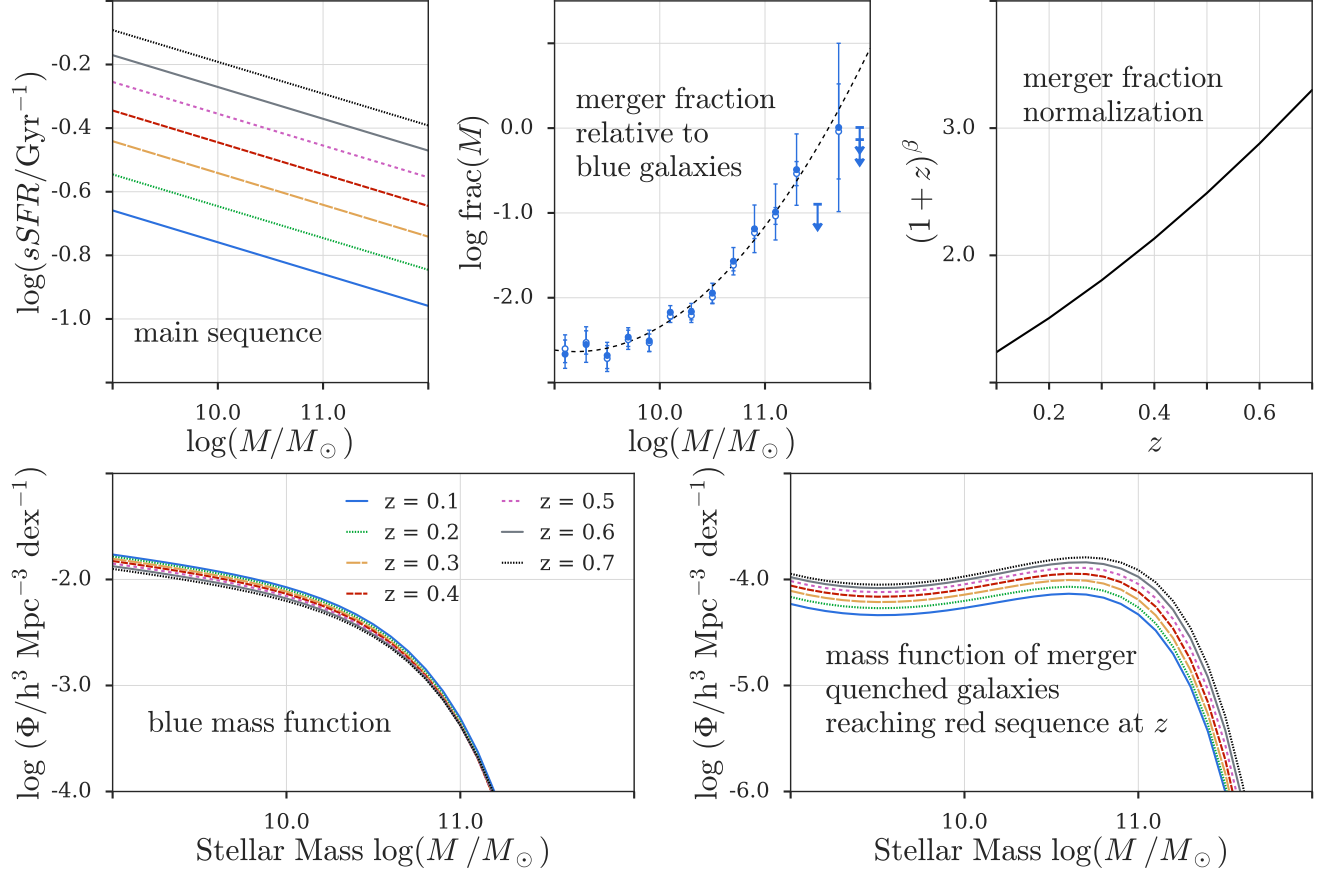 log(sSFR/Gyr⁻¹)
-0.2
-0.4
-0.6
-0.8
-1.0
main sequence
10.0 11.0
log(M/M⊙)
log frac(M)
0.0
-1.0
-2.0
merger fraction
relative to
blue galaxies
10.0 11.0
log(M/M⊙)
(1 + z)^β
3.0
2.0
merger fraction
normalization
0.2 0.4 0.6
z
log (Φ/h³ Mpc⁻³ dex⁻¹)
-2.0
-3.0
-4.0
z = 0.1
z = 0.2
z = 0.3
z = 0.4
z = 0.5
z = 0.6
z = 0.7
blue mass function
10.0 11.0
Stellar Mass log(M/M⊙)
log (Φ/h³ Mpc⁻³ dex⁻¹)
-4.0
-5.0
-6.0
mass function of merger
quenched galaxies
reaching red sequence at z
10.0 11.0
Stellar Mass log(M/M⊙)